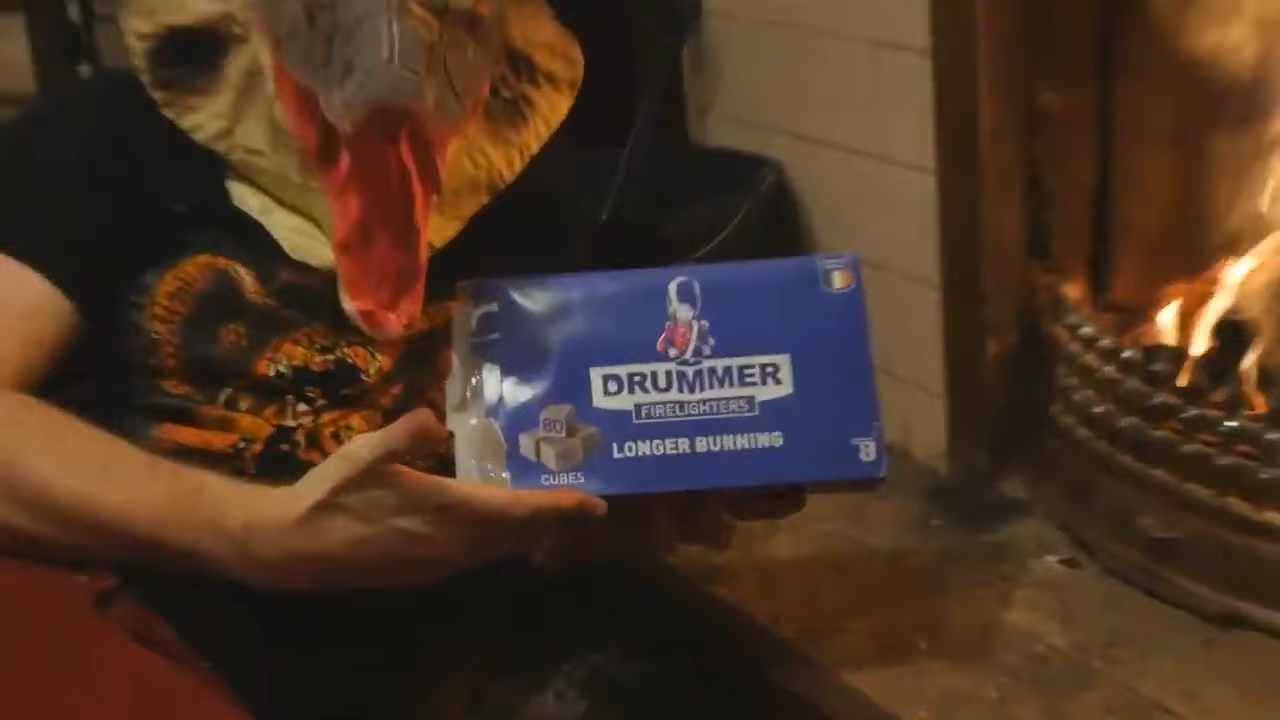 DRUMMER
FIRELIGHTERS
LONGER BURNING
80
CUBES